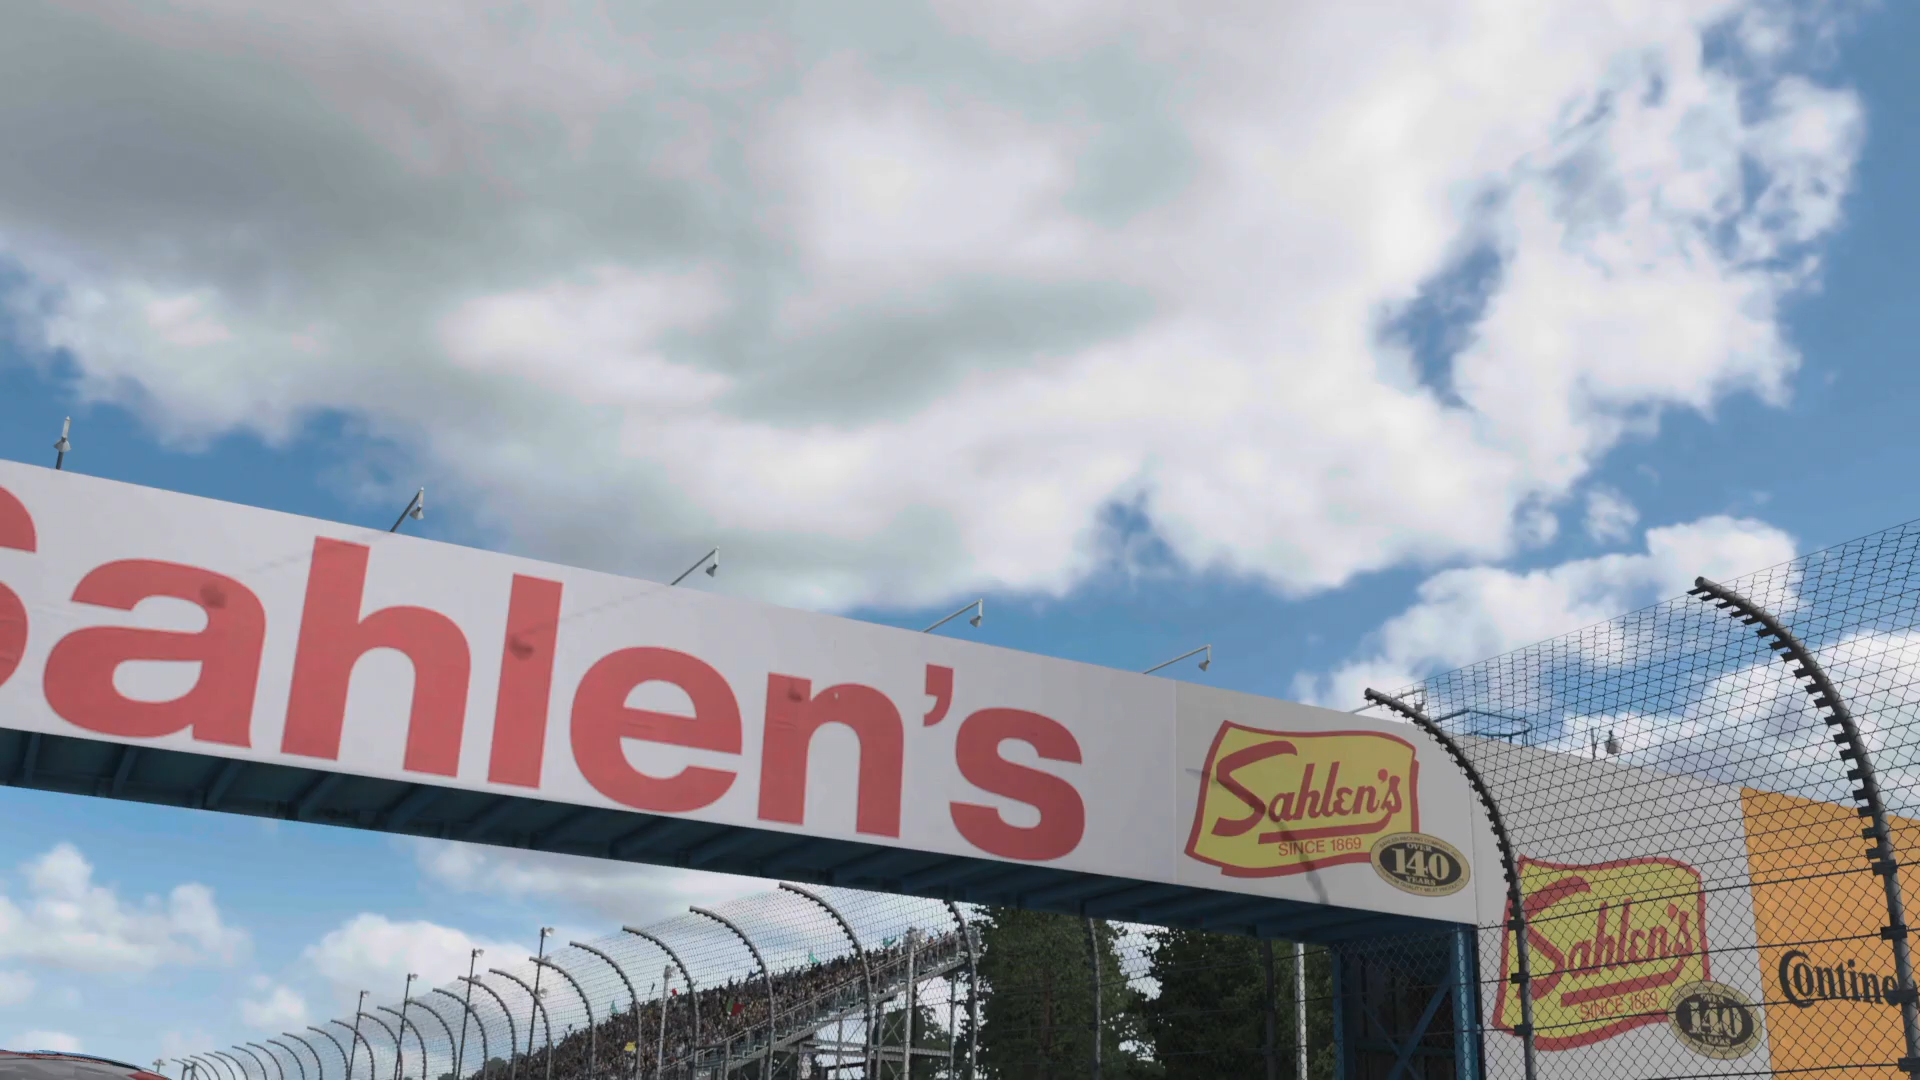 Sahlen's
Sahlen's
SINCE 1869
OVER
140
YEARS
Sahlen's
SINCE 1869
140
Contine